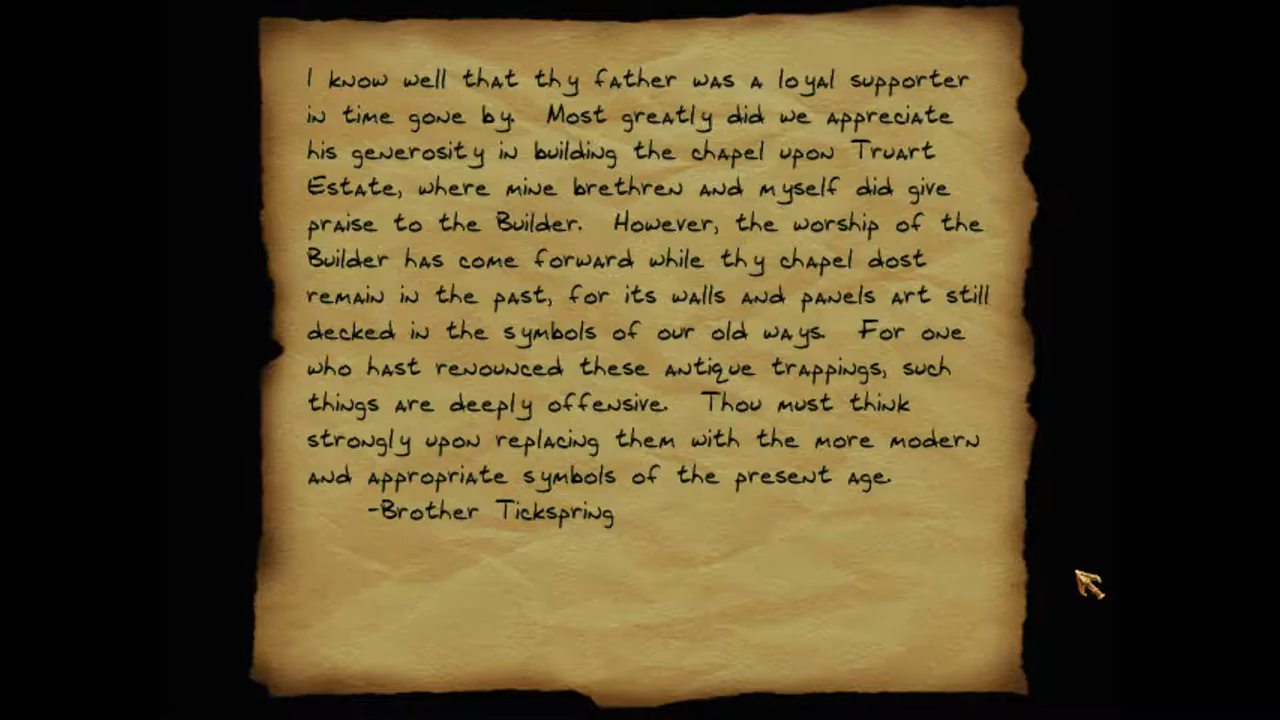 I know well that thy father was a loyal supporter
in time gone by. Most greatly did we appreciate
his generosity in building the chapel upon Truart
Estate, where mine brethren and myself did give
praise to the Builder. However, the worship of the
Builder has come forward while thy chapel dost
remain in the past, for its walls and panels art still
decked in the symbols of our old ways. For one
who hast renounced these antique trappings, such
things are deeply offensive. Thou must think
strongly upon replacing them with the more modern
and appropriate symbols of the present age.
-Brother Tickspring